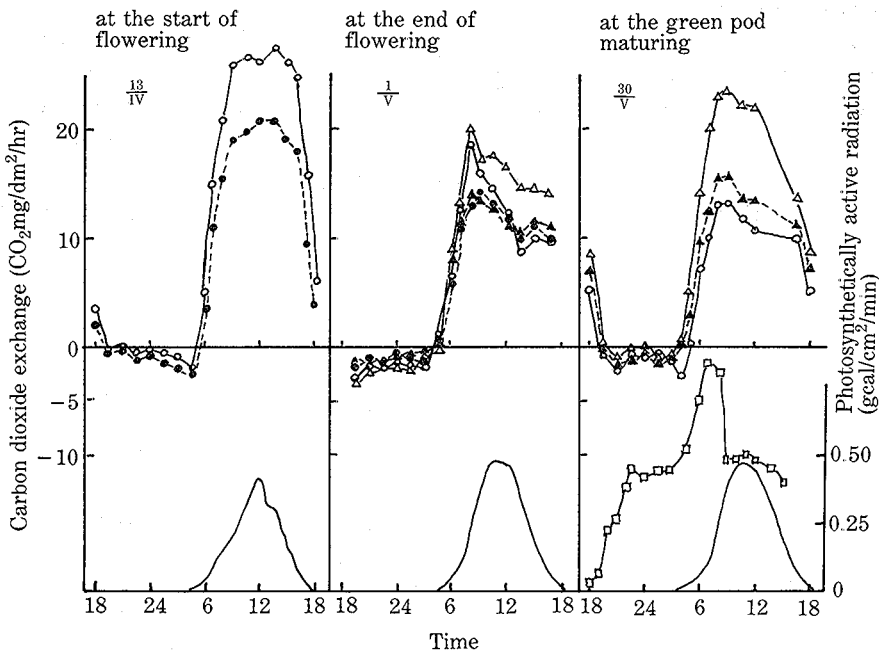 at the start of
flowering
at the end of
flowering
at the green pod
maturing
13
IV
1
V
30
V
Carbon dioxide exchange (CO₂mg/dm²/hr)
20
10
0
−5
−10
Photosynthetically active radiation
(gcal/cm²/min)
0.50
0.25
0
18 24 6 12 18 24 6 12 18 24 6 12 18
Time